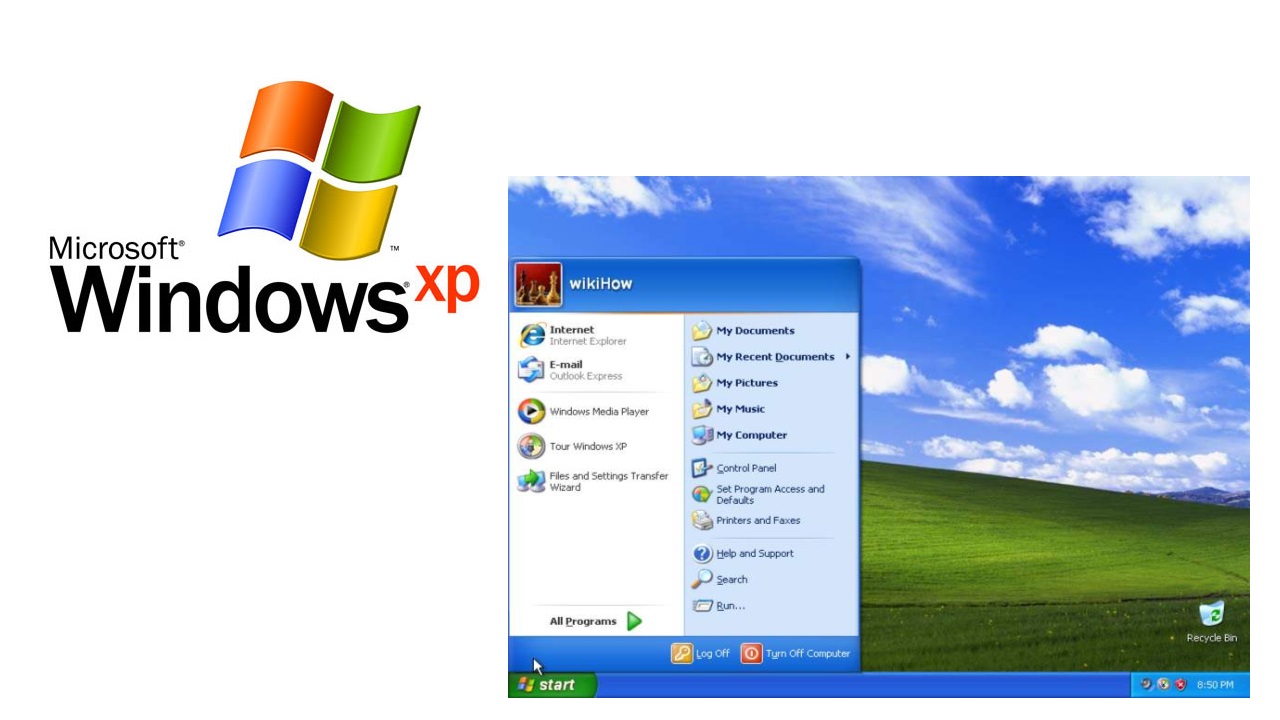 Microsoft®
Windows® xp
™
wikiHow
Internet
Internet Explorer
E-mail
Outlook Express
Windows Media Player
Tour Windows XP
Files and Settings Transfer
Wizard
All Programs
My Documents
My Recent Documents
My Pictures
My Music
My Computer
Control Panel
Set Program Access and
Defaults
Printers and Faxes
Help and Support
Search
Run...
Log Off
Turn Off Computer
Recycle Bin
start
8:50 PM